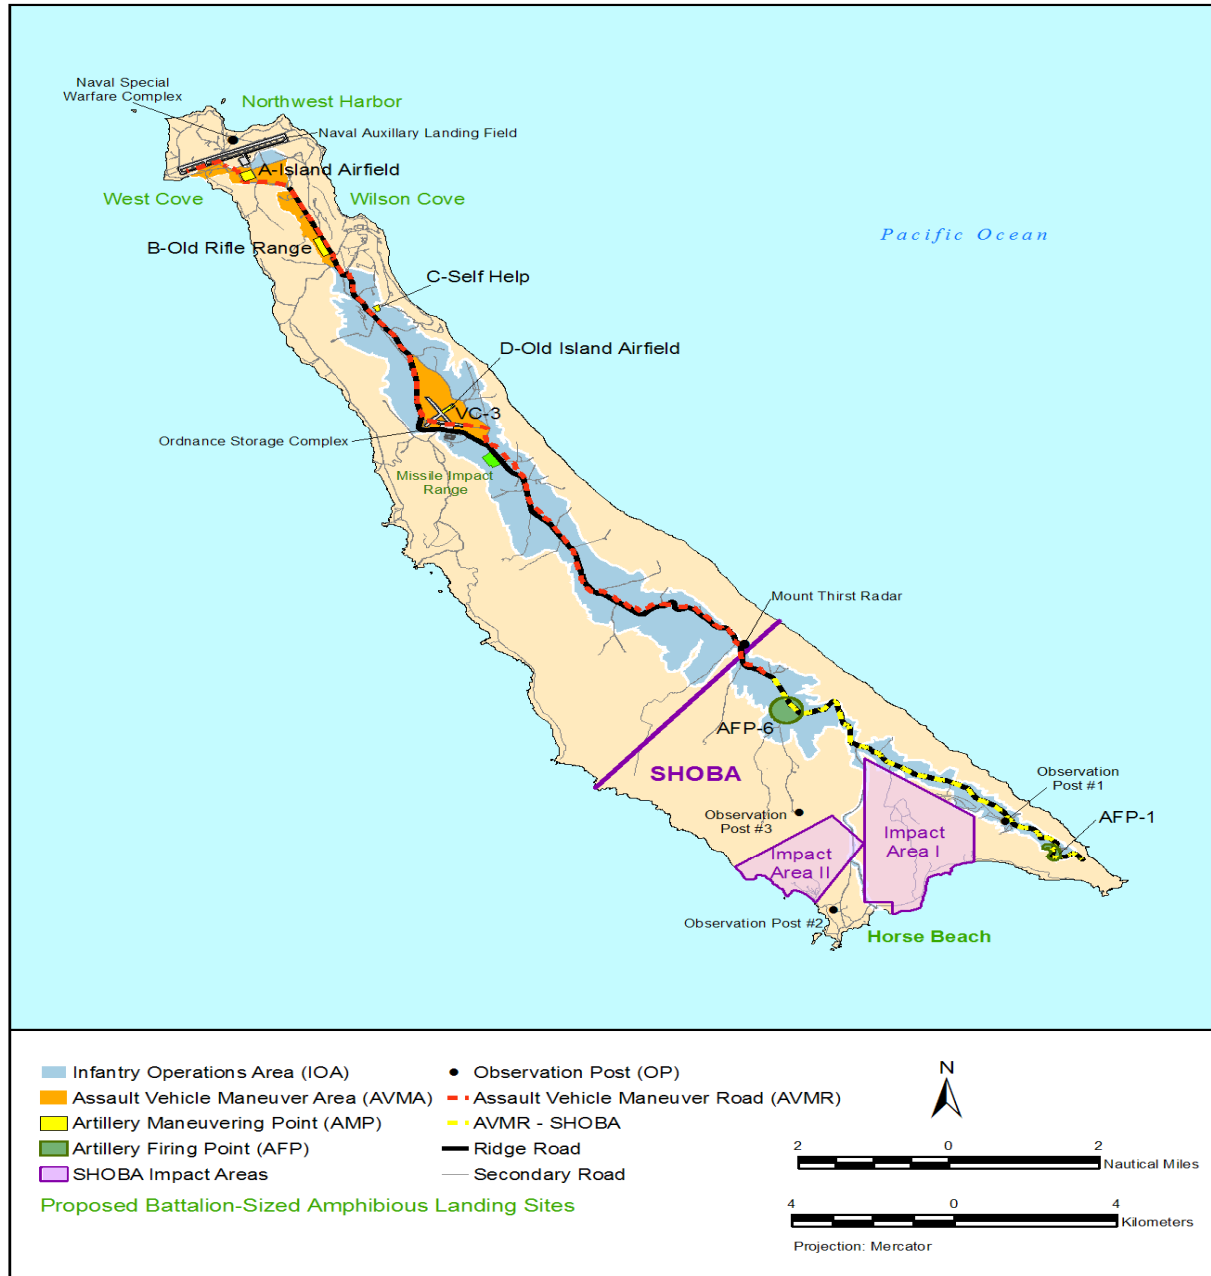 Naval Special
Warfare Complex
Northwest Harbor
Naval Auxillary Landing Field
A-Island Airfield
West Cove
Wilson Cove
Pacific Ocean
B-Old Rifle Range
C-Self Help
D-Old Island Airfield
VC-3
Ordnance Storage Complex
Missile Impact
Range
Mount Thirst Radar
AFP-6
SHOBA
Observation
Post #1
Observation
Post #3
AFP-1
Impact
Area I
Impact
Area II
Observation Post #2
Horse Beach
Infantry Operations Area (IOA)
Assault Vehicle Maneuver Area (AVMA)
Artillery Maneuvering Point (AMP)
Artillery Firing Point (AFP)
SHOBA Impact Areas
Proposed Battalion-Sized Amphibious Landing Sites
Observation Post (OP)
Assault Vehicle Maneuver Road (AVMR)
AVMR - SHOBA
Ridge Road
Secondary Road
N
2 0 2
Nautical Miles
4 0 4
Kilometers
Projection: Mercator